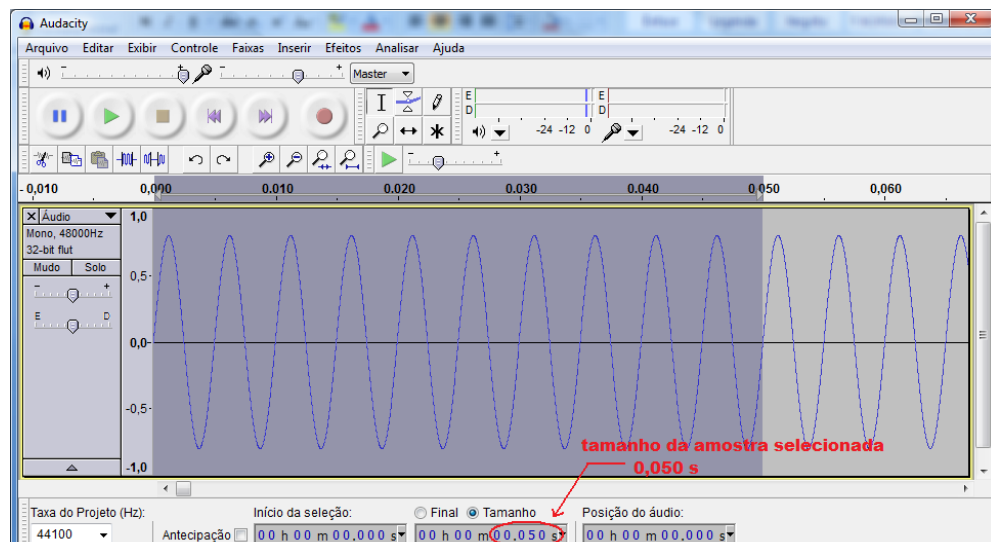 Audacity
Arquivo Editar Exibir Controle Faixas Inserir Efeitos Analisar Ajuda
- + - + Master
E D -24 -12 0 E D -24 -12 0
- +
- 0,010 0,000 0.010 0.020 0.030 0.040 0,050 0,060
X Áudio
Mono, 48000Hz
32-bit flut
Mudo Solo
- +
E D
1,0
0,5-
0,0-
-0,5-
-1,0
tamanho da amostra selecionada
0,050 s
Taxa do Projeto (Hz): Início da seleção: Final Tamanho Posição do áudio:
44100 Antecipação 00 h 00 m 00,000 s 00 h 00 m 00,050 s 00 h 00 m 00,000 s